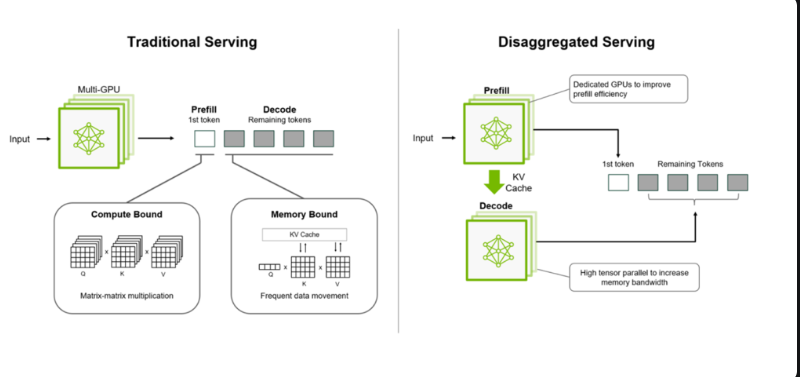 Traditional Serving
Multi-GPU
Input
Prefill
1st token
Decode
Remaining tokens
Compute Bound
x
x
Q
K
V
Matrix-matrix multiplication
Memory Bound
KV Cache
x
x
Q
K
V
Frequent data movement
Disaggregated Serving
Prefill
Dedicated GPUs to improve
prefill efficiency
Input
KV
Cache
1st token
Remaining Tokens
Decode
High tensor parallel to increase
memory bandwidth